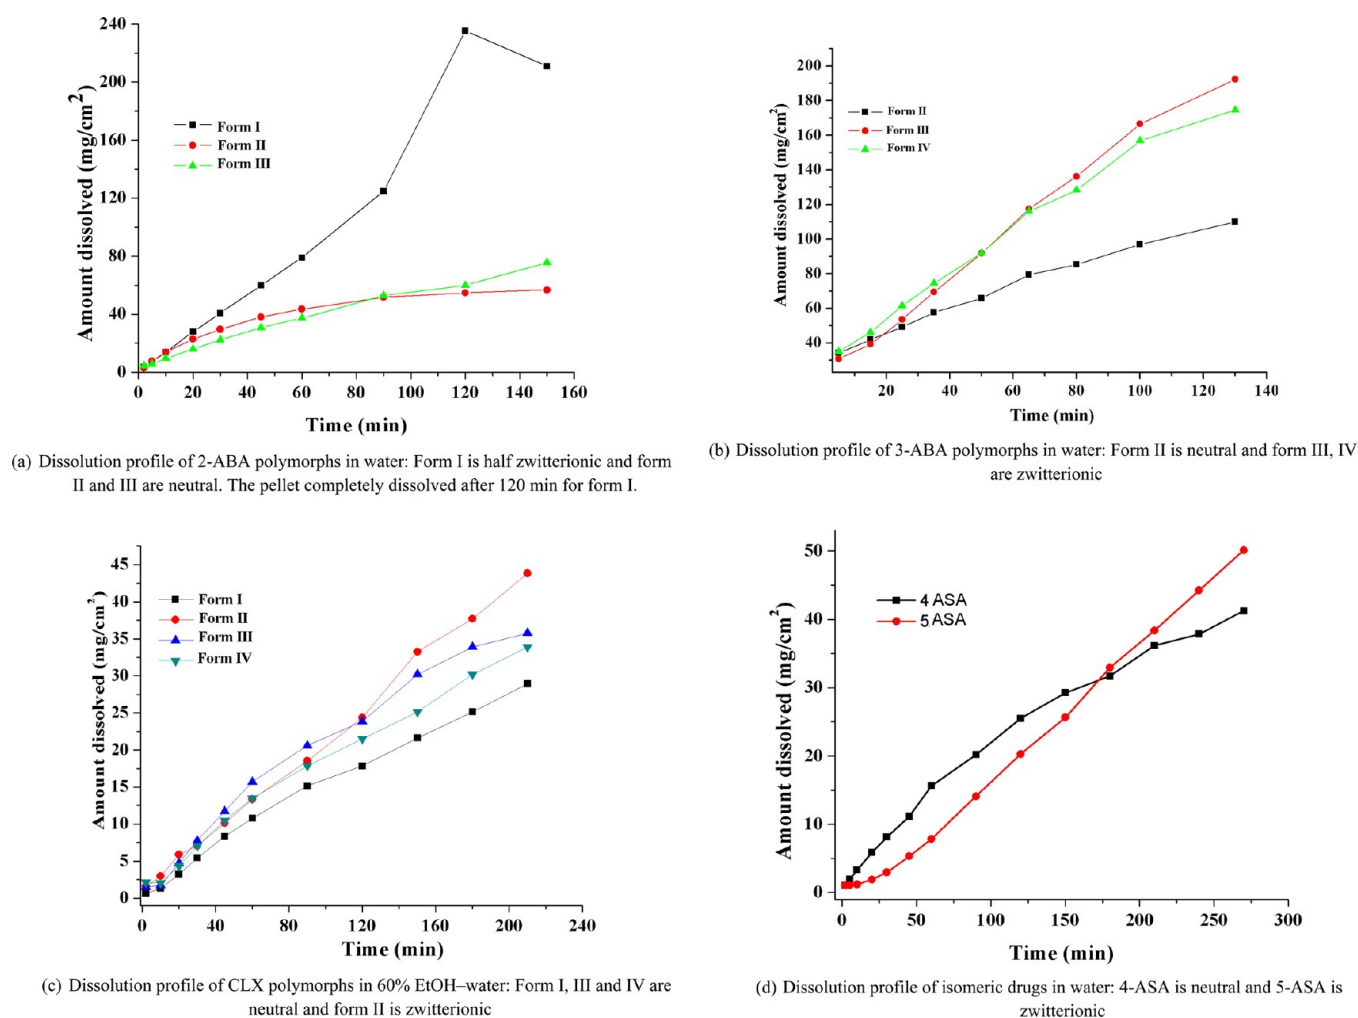 240
200
160
120
80
40
0
Amount dissolved (mg/cm2)
Form I
Form II
Form III
0 20 40 60 80 100 120 140 160
Time (min)
(a) Dissolution profile of 2-ABA polymorphs in water: Form I is half zwitterionic and form
II and III are neutral. The pellet completely dissolved after 120 min for form I.
200
180
160
140
120
100
80
60
40
Amount dissolved (mg/cm2)
Form II
Form III
Form IV
20 40 60 80 100 120 140
Time (min)
(b) Dissolution profile of 3-ABA polymorphs in water: Form II is neutral and form III, IV
are zwitterionic
45
40
35
30
25
20
15
10
5
0
Amount dissolved (mg/cm2)
Form I
Form II
Form III
Form IV
0 40 80 120 160 200 240
Time (min)
(c) Dissolution profile of CLX polymorphs in 60% EtOH–water: Form I, III and IV are
neutral and form II is zwitterionic
50
40
30
20
10
0
Amount dissolved (mg/cm2)
4 ASA
5 ASA
0 50 100 150 200 250 300
Time (min)
(d) Dissolution profile of isomeric drugs in water: 4-ASA is neutral and 5-ASA is
zwitterionic